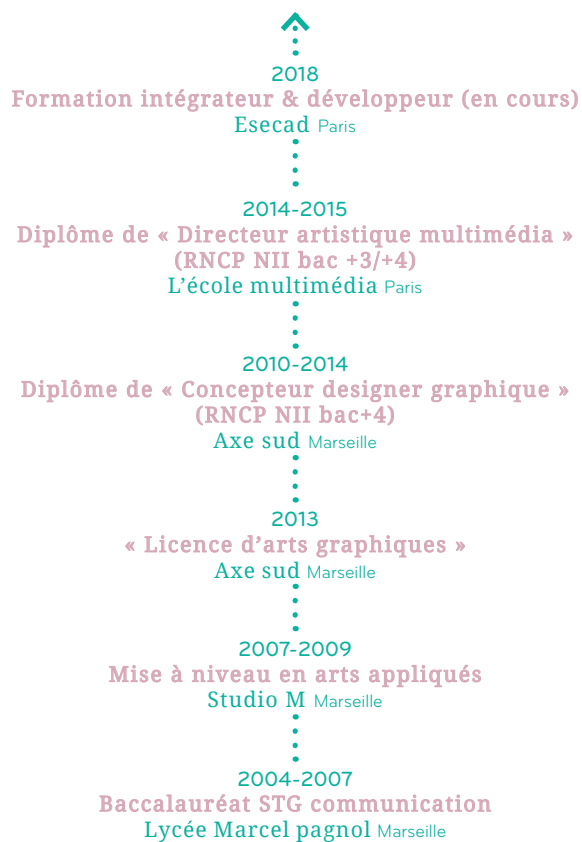 2018
Formation intégrateur & développeur (en cours)
Esecad Paris
2014-2015
Diplôme de « Directeur artistique multimédia »
(RNCP NII bac +3/+4)
L’école multimédia Paris
2010-2014
Diplôme de « Concepteur designer graphique »
(RNCP NII bac+4)
Axe sud Marseille
2013
« Licence d’arts graphiques »
Axe sud Marseille
2007-2009
Mise à niveau en arts appliqués
Studio M Marseille
2004-2007
Baccalauréat STG communication
Lycée Marcel pagnol Marseille